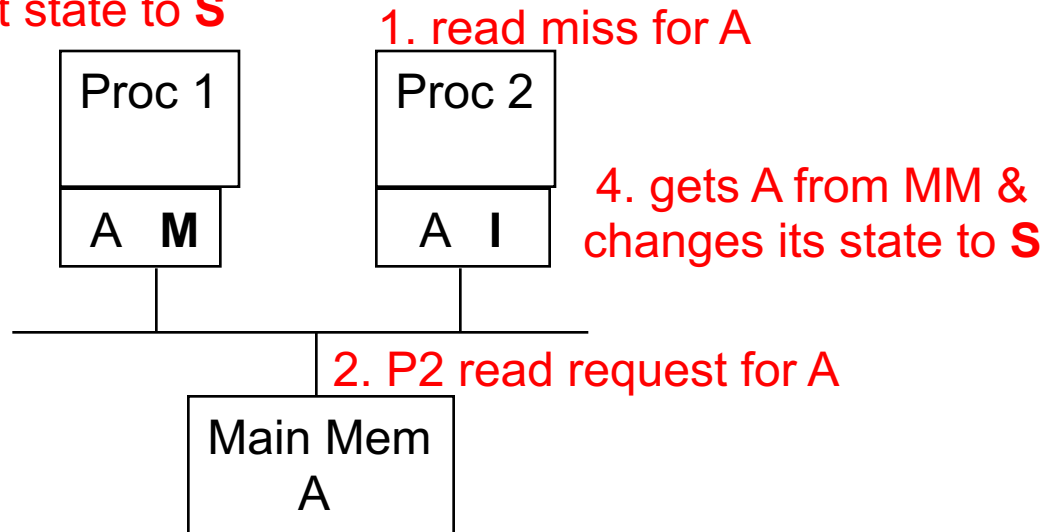 t state to S
1. read miss for A
Proc 1
Proc 2
A M
A I
4. gets A from MM &
changes its state to S
2. P2 read request for A
Main Mem
A